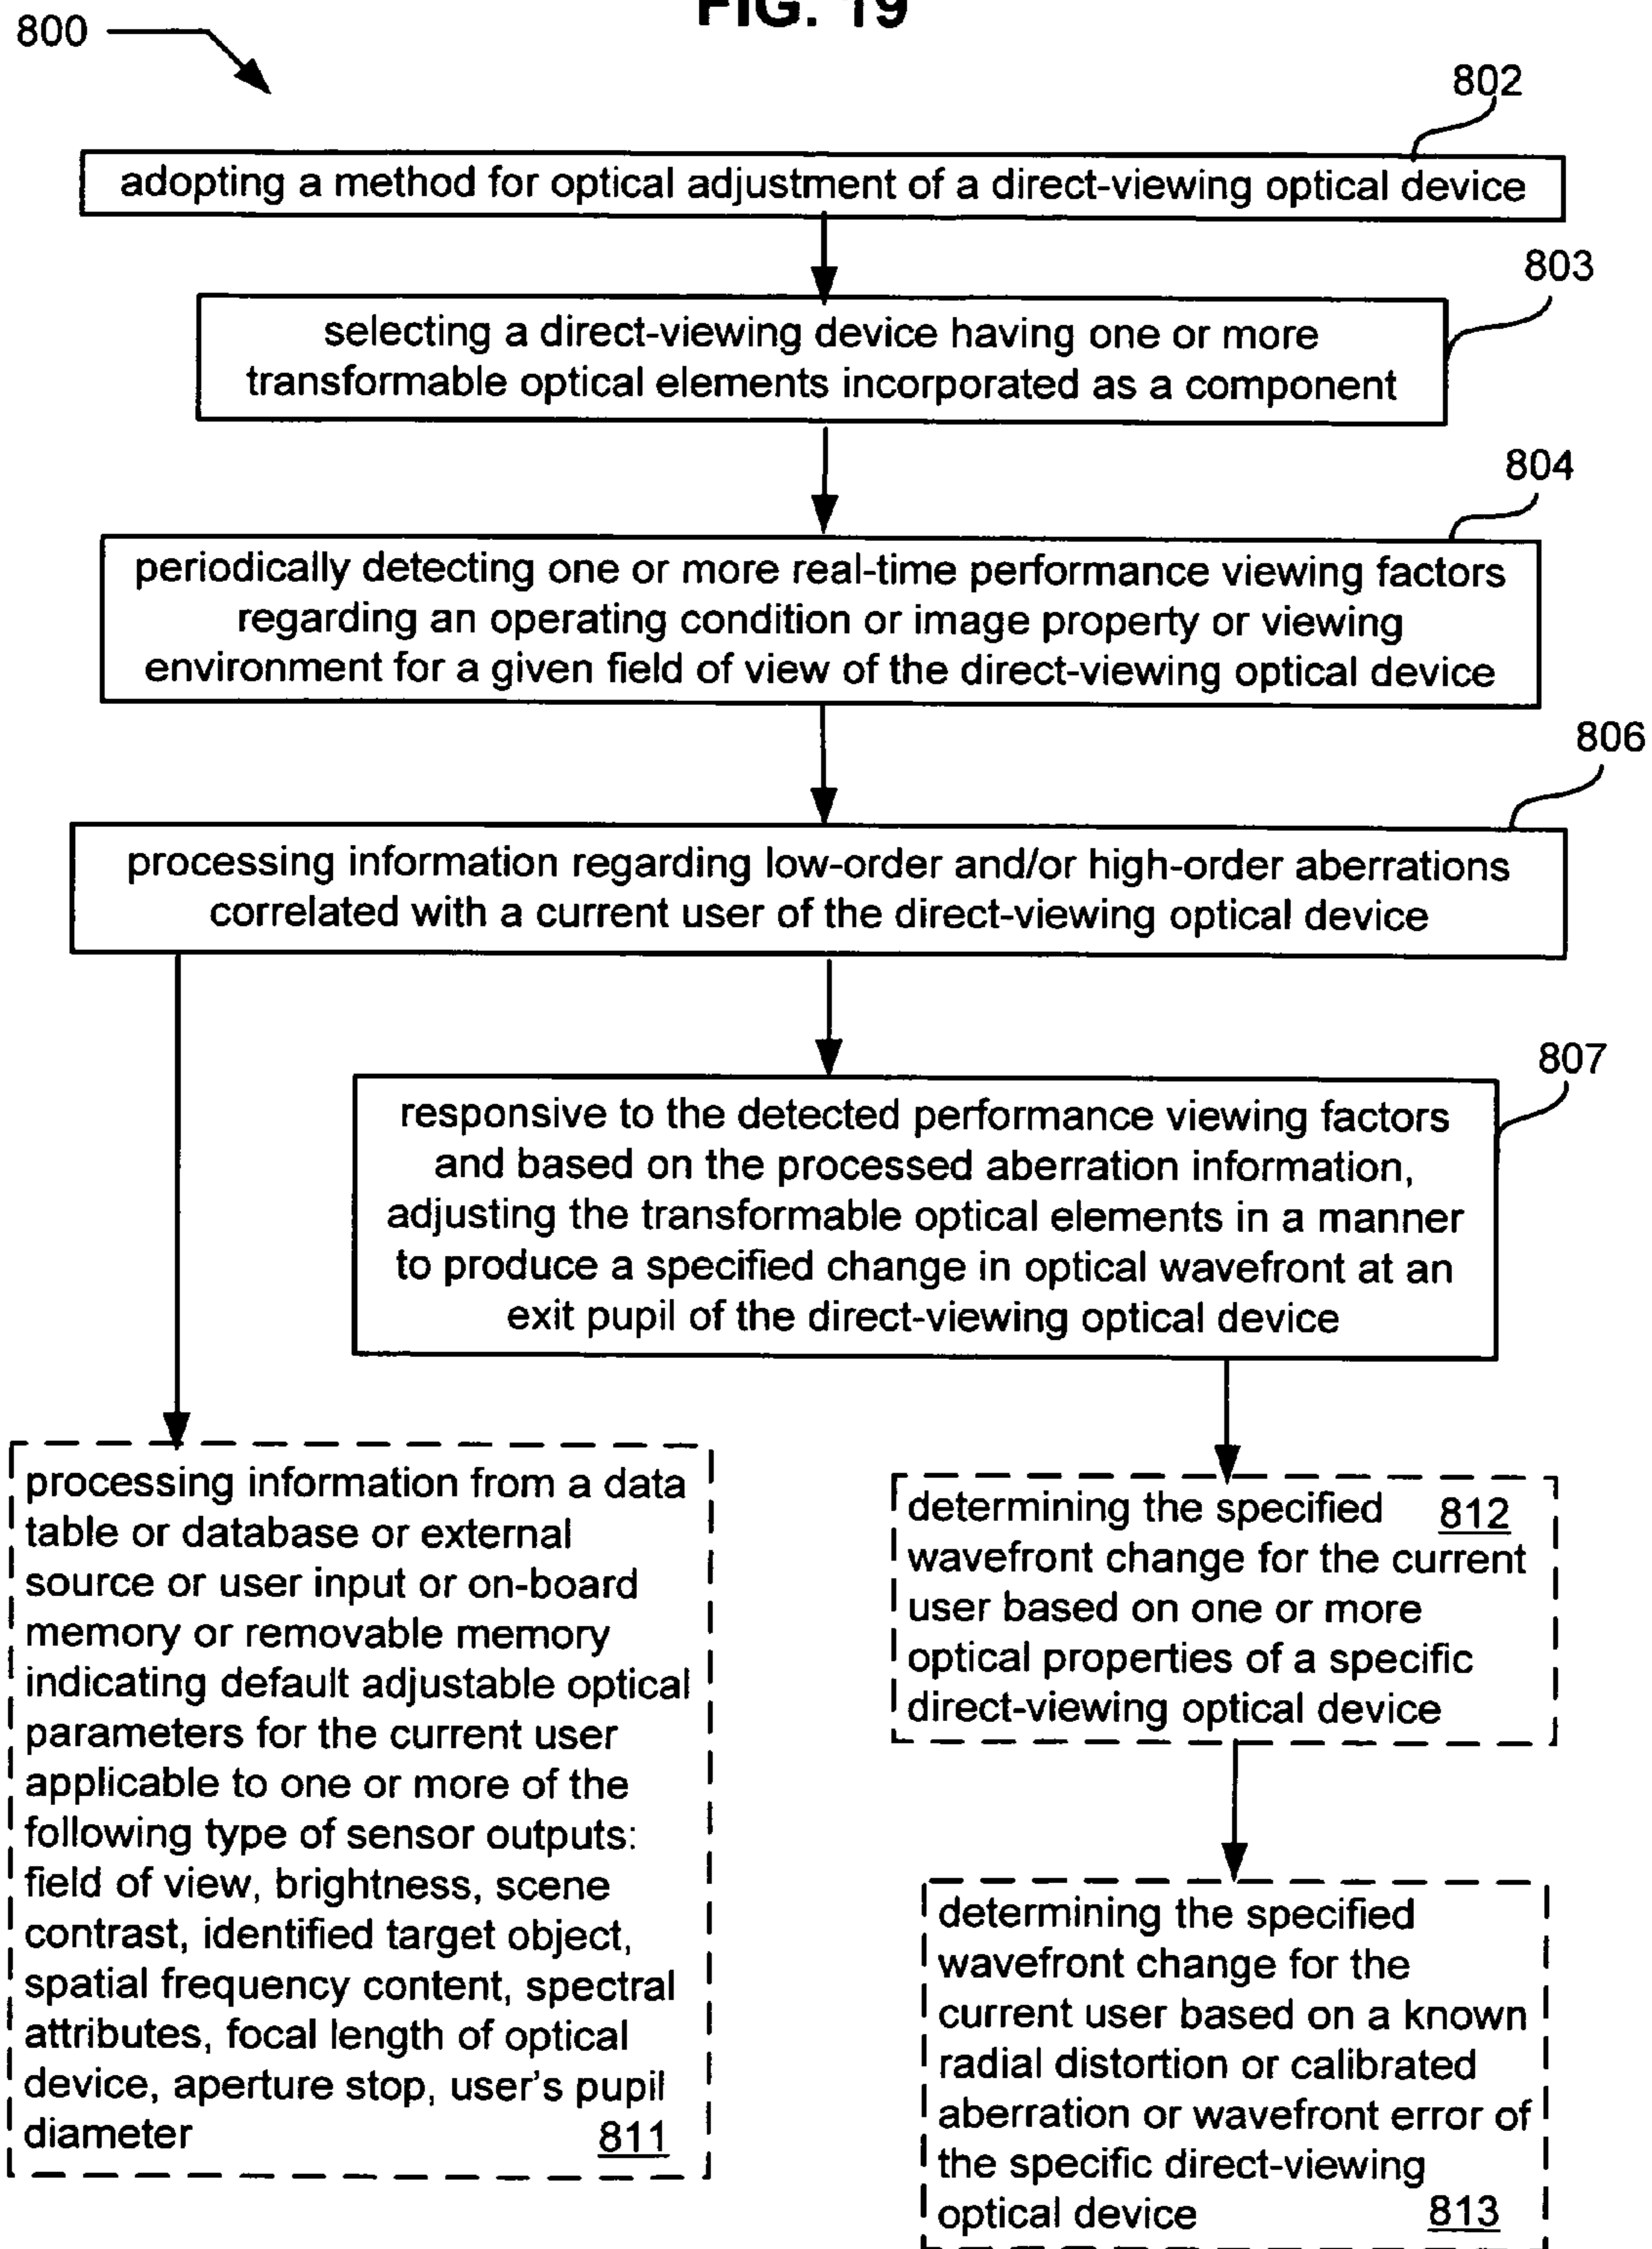 FIG. 19
800
802
adopting a method for optical adjustment of a direct-viewing optical device
803
selecting a direct-viewing device having one or more
transformable optical elements incorporated as a component
804
periodically detecting one or more real-time performance viewing factors
regarding an operating condition or image property or viewing
environment for a given field of view of the direct-viewing optical device
806
processing information regarding low-order and/or high-order aberrations
correlated with a current user of the direct-viewing optical device
807
responsive to the detected performance viewing factors
and based on the processed aberration information,
adjusting the transformable optical elements in a manner
to produce a specified change in optical wavefront at an
exit pupil of the direct-viewing optical device
processing information from a data
table or database or external
source or user input or on-board
memory or removable memory
indicating default adjustable optical
parameters for the current user
applicable to one or more of the
following type of sensor outputs:
field of view, brightness, scene
contrast, identified target object,
spatial frequency content, spectral
attributes, focal length of optical
device, aperture stop, user's pupil
diameter 811
determining the specified 812
wavefront change for the current
user based on one or more
optical properties of a specific
direct-viewing optical device
determining the specified
wavefront change for the
current user based on a known
radial distortion or calibrated
aberration or wavefront error of
the specific direct-viewing
optical device 813